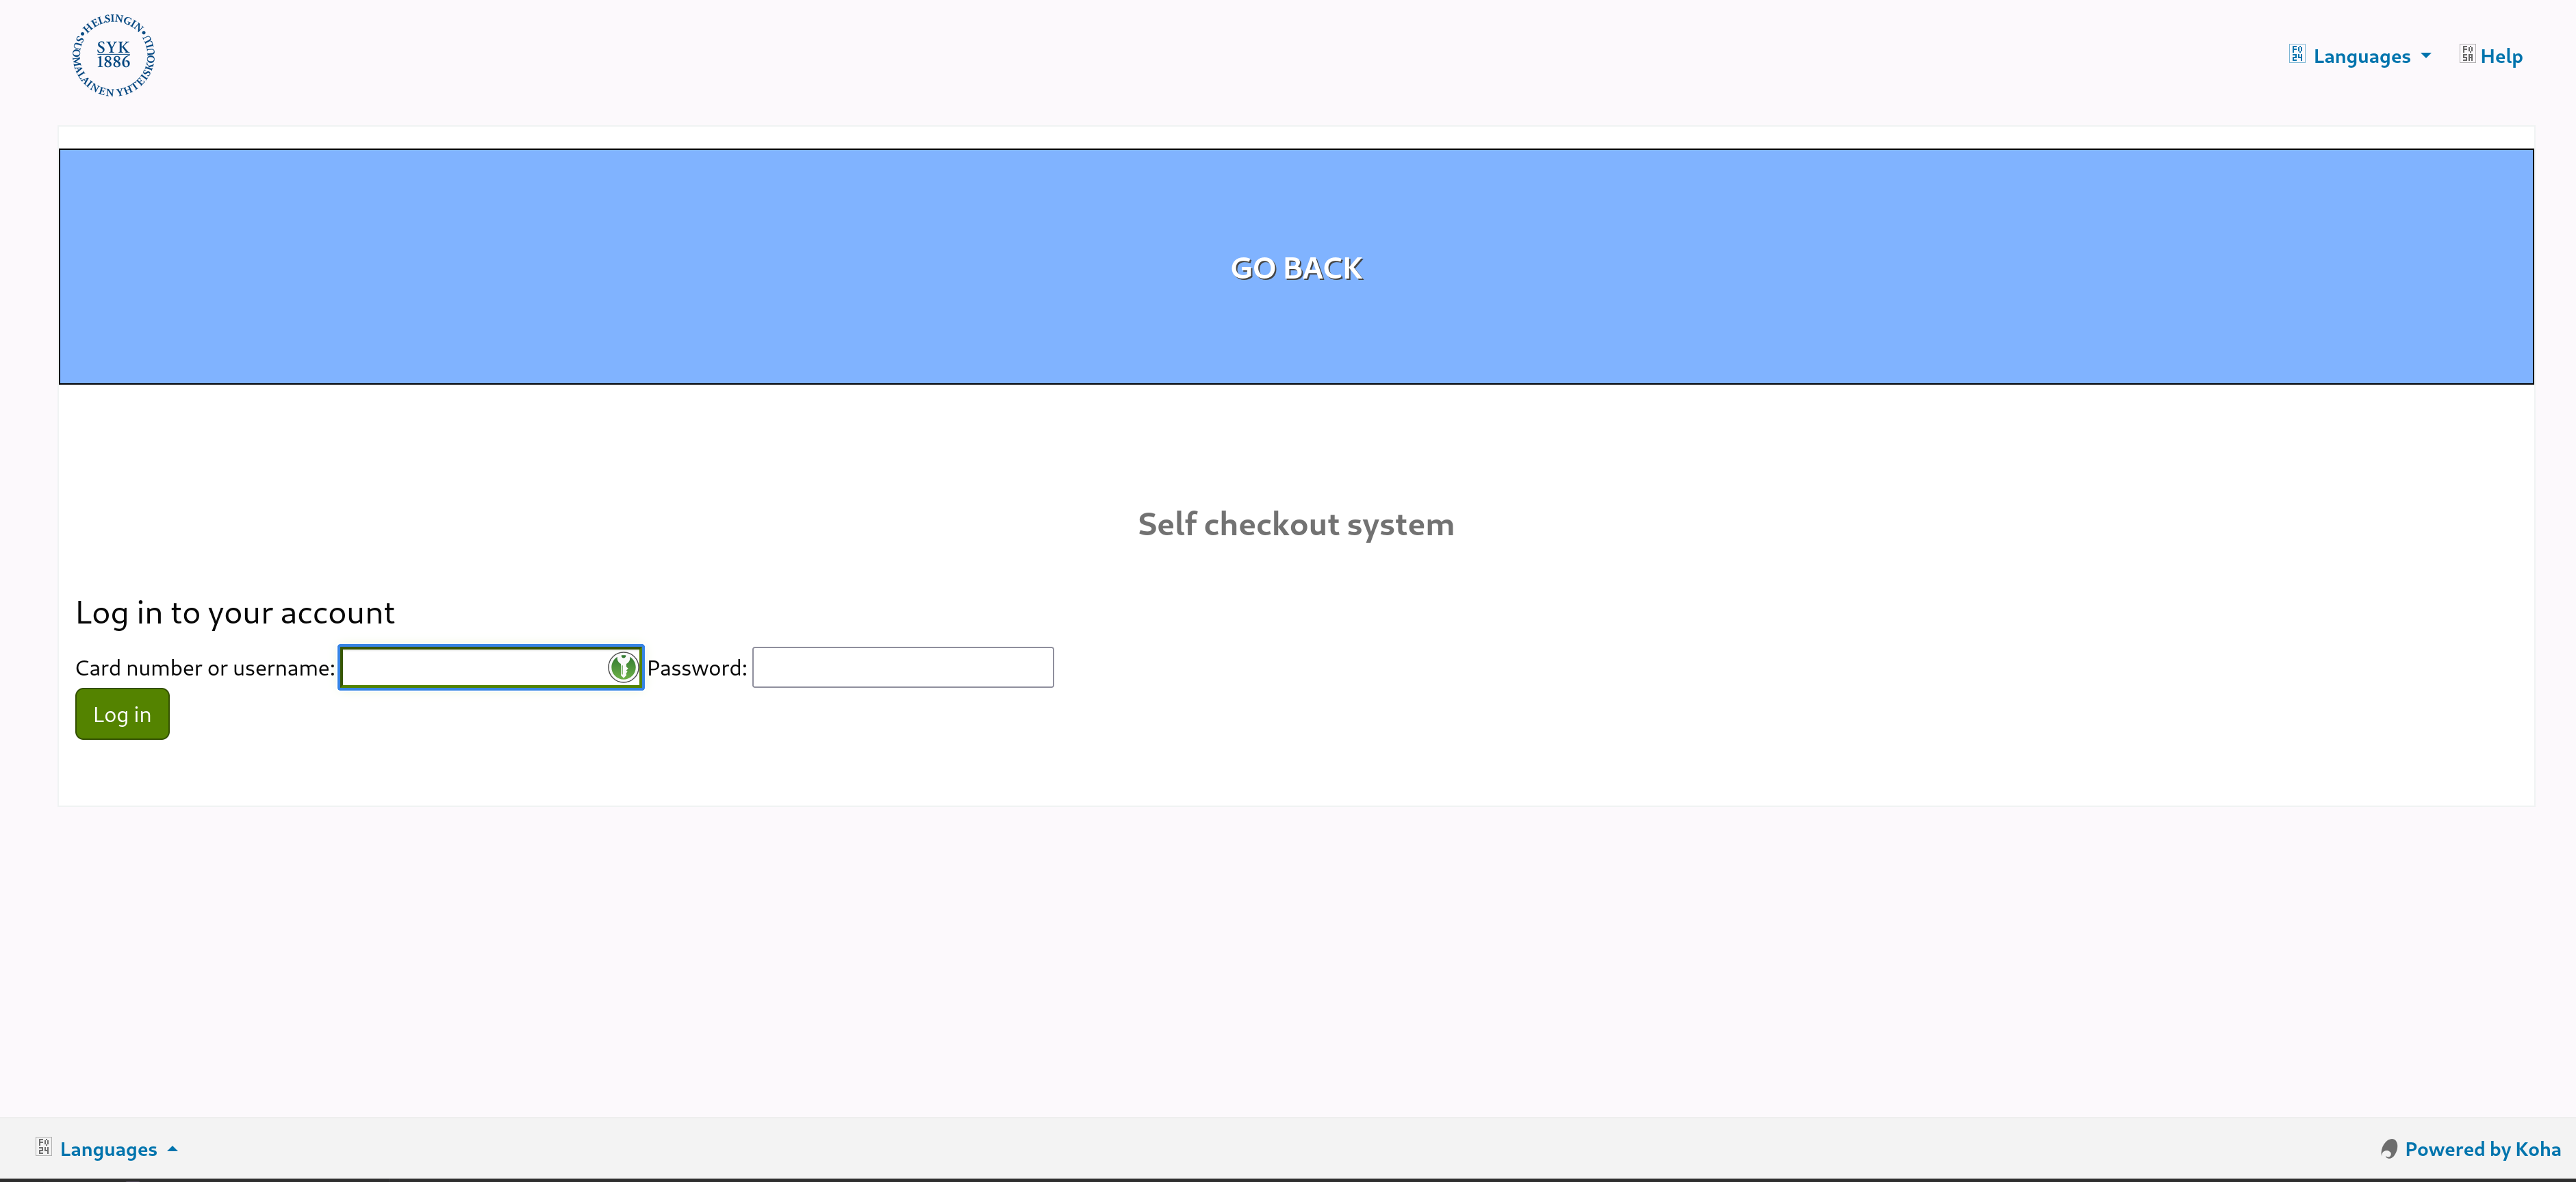 • HELSINGIN • UUSI
SUOMALAINEN YHTEISKOULU
SYK
1886
Languages
Help
GO BACK
Self checkout system
Log in to your account
Card number or username:
Password:
Log in
Languages
Powered by Koha